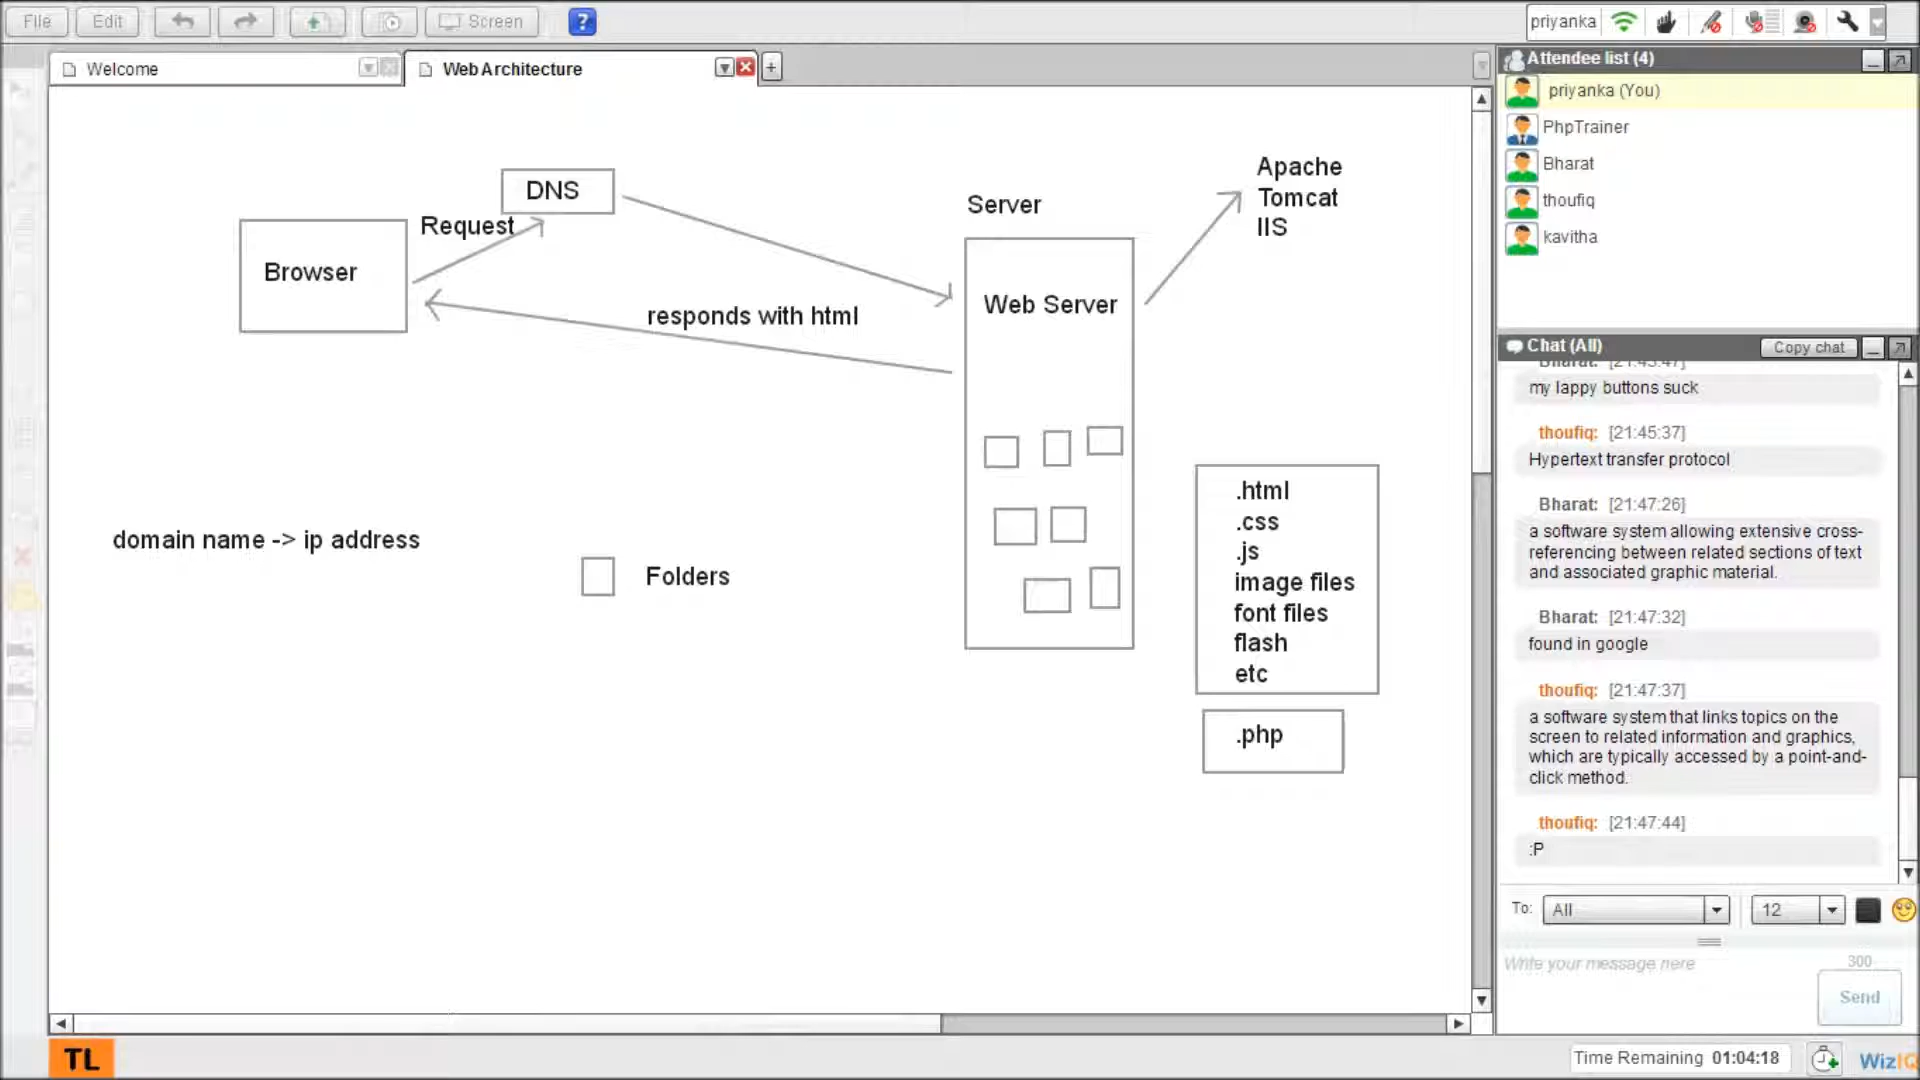 File Edit Screen ?
priyanka
Welcome
Web Architecture
+
DNS
Request
Browser
responds with html
Server
Web Server
Apache
Tomcat
IIS
domain name -> ip address
Folders
.html
.css
.js
image files
font files
flash
etc
.php
Attendee list (4)
priyanka (You)
PhpTrainer
Bharat
thoufiq
kavitha
Chat (All) Copy chat
my lappy buttons suck
thoufiq: [21:45:37]
Hypertext transfer protocol
Bharat: [21:47:26]
a software system allowing extensive cross-
referencing between related sections of text
and associated graphic material.
Bharat: [21:47:32]
found in google
thoufiq: [21:47:37]
a software system that links topics on the
screen to related information and graphics,
which are typically accessed by a point-and-
click method.
thoufiq: [21:47:44]
:P
To: All 12
Write your message here 300
Send
TL
Time Remaining 01:04:18
WizIQ